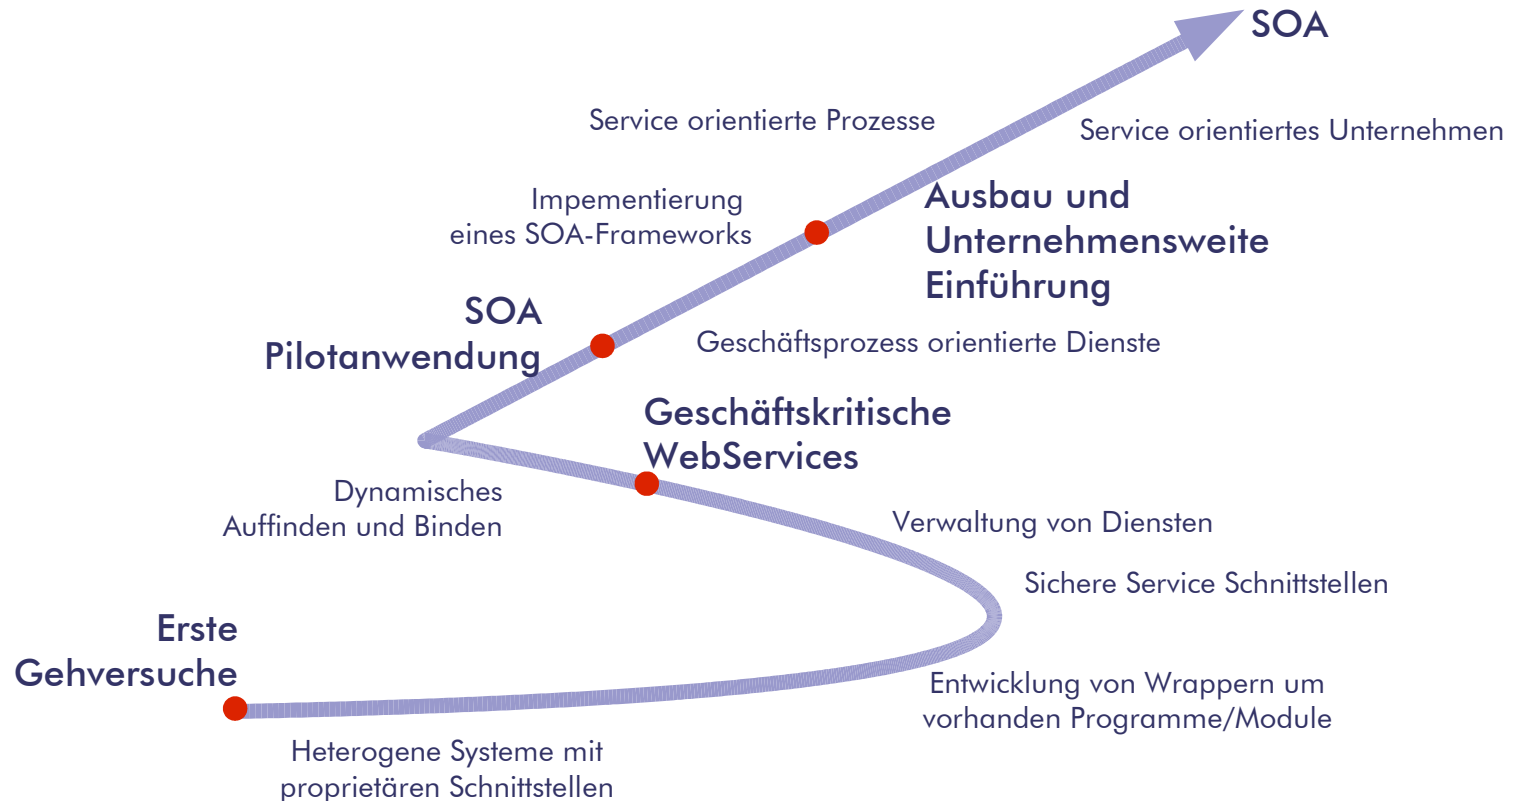 SOA
Service orientierte Prozesse
Service orientiertes Unternehmen
Impementierung
eines SOA-Frameworks
Ausbau und
Unternehmensweite
Einführung
SOA
Pilotanwendung
Geschäftsprozess orientierte Dienste
Geschäftskritische
WebServices
Dynamisches
Auffinden und Binden
Verwaltung von Diensten
Sichere Service Schnittstellen
Erste
Gehversuche
Entwicklung von Wrappern um
vorhanden Programme/Module
Heterogene Systeme mit
proprietären Schnittstellen